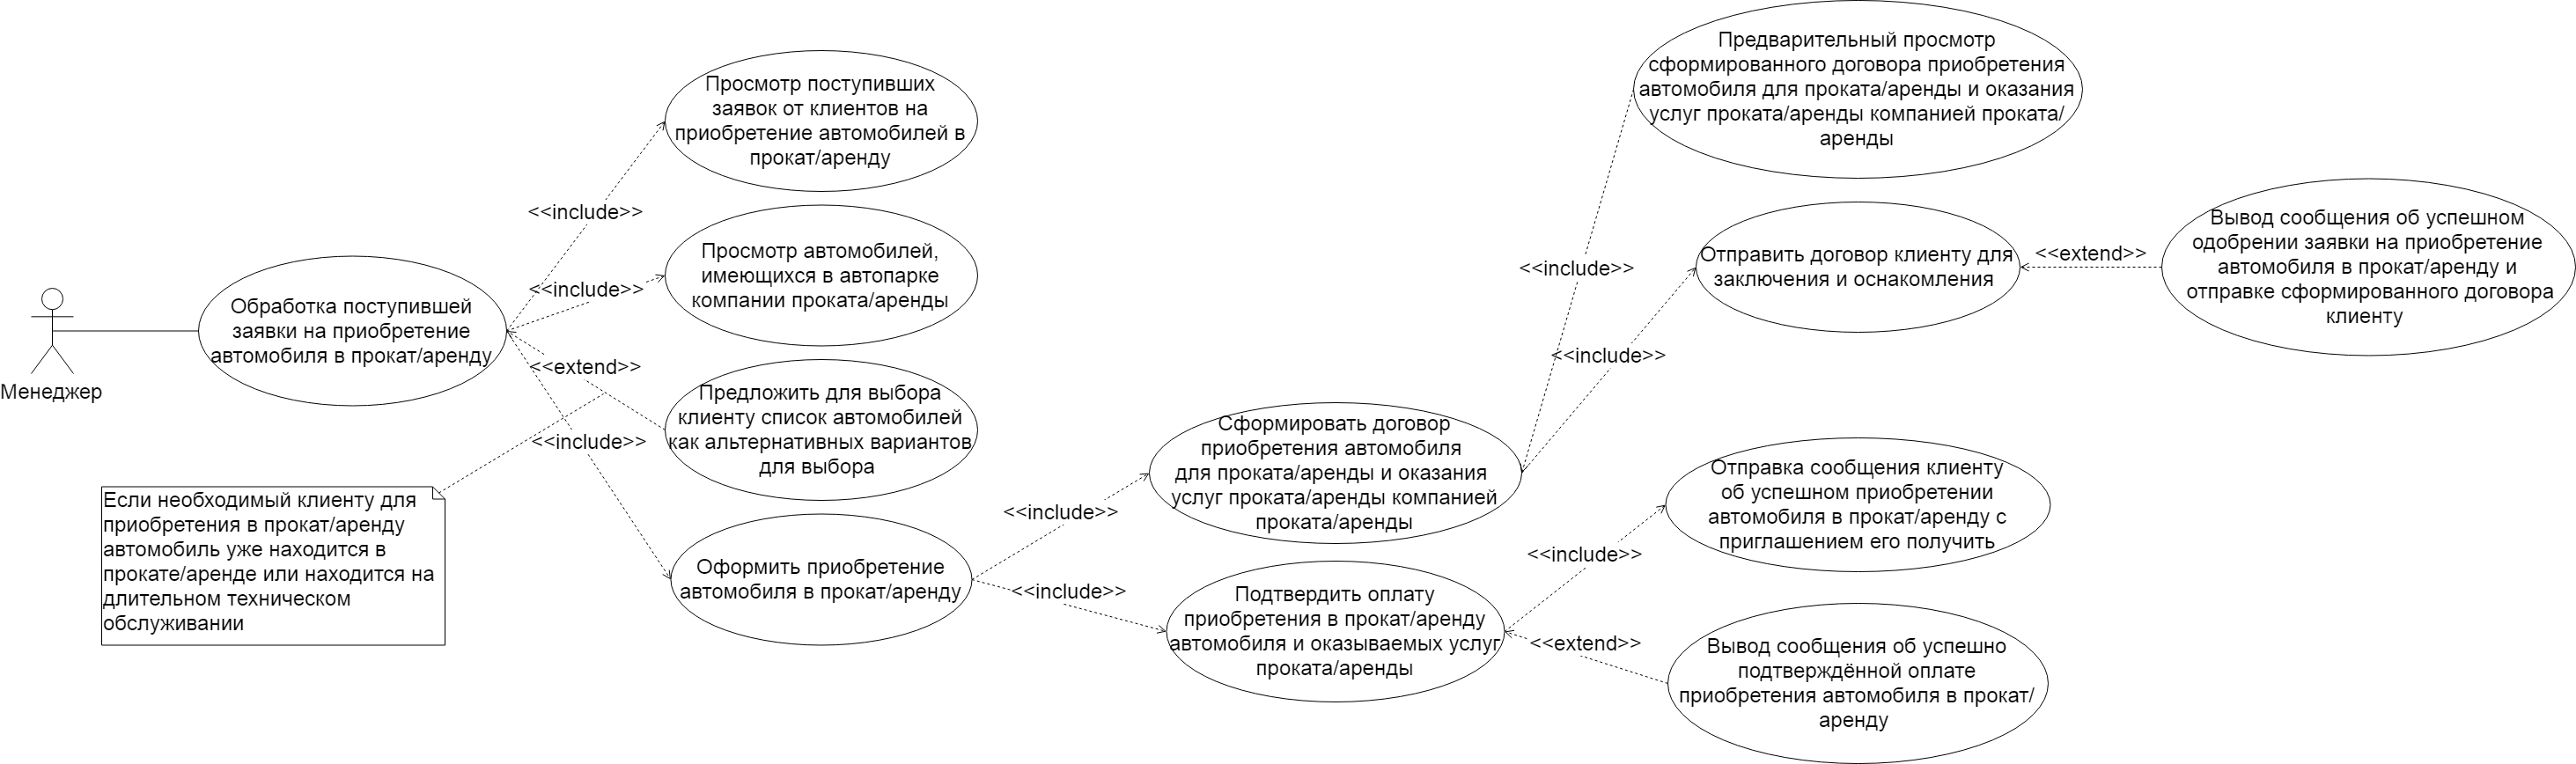 Менеджер
Обработка поступившей
заявки на приобретение
автомобиля в прокат/аренду
Если необходимый клиенту для
приобретения в прокат/аренду
автомобиль уже находится в
прокате/аренде или находится на
длительном техническом
обслуживании
<<include>>
<<include>>
<<extend>>
<<include>>
Просмотр поступивших
заявок от клиентов на
приобретение автомобилей в
прокат/аренду
Просмотр автомобилей,
имеющихся в автопарке
компании проката/аренды
Предложить для выбора
клиенту список автомобилей
как альтернативных вариантов
для выбора
Оформить приобретение
автомобиля в прокат/аренду
<<include>>
<<include>>
Сформировать договор
приобретения автомобиля
для проката/аренды и оказания
услуг проката/аренды компанией
проката/аренды
Подтвердить оплату
приобретения в прокат/аренду
автомобиля и оказываемых услуг
проката/аренды
<<include>>
<<include>>
<<include>>
<<extend>>
Предварительный просмотр
сформированного договора приобретения
автомобиля для проката/аренды и оказания
услуг проката/аренды компанией проката/
аренды
Отправить договор клиенту для
заключения и оснакомления
<<extend>>
Вывод сообщения об успешном
одобрении заявки на приобретение
автомобиля в прокат/аренду и
отправке сформированного договора
клиенту
Отправка сообщения клиенту
об успешном приобретении
автомобиля в прокат/аренду с
приглашением его получить
Вывод сообщения об успешно
подтверждённой оплате
приобретения автомобиля в прокат/
аренду